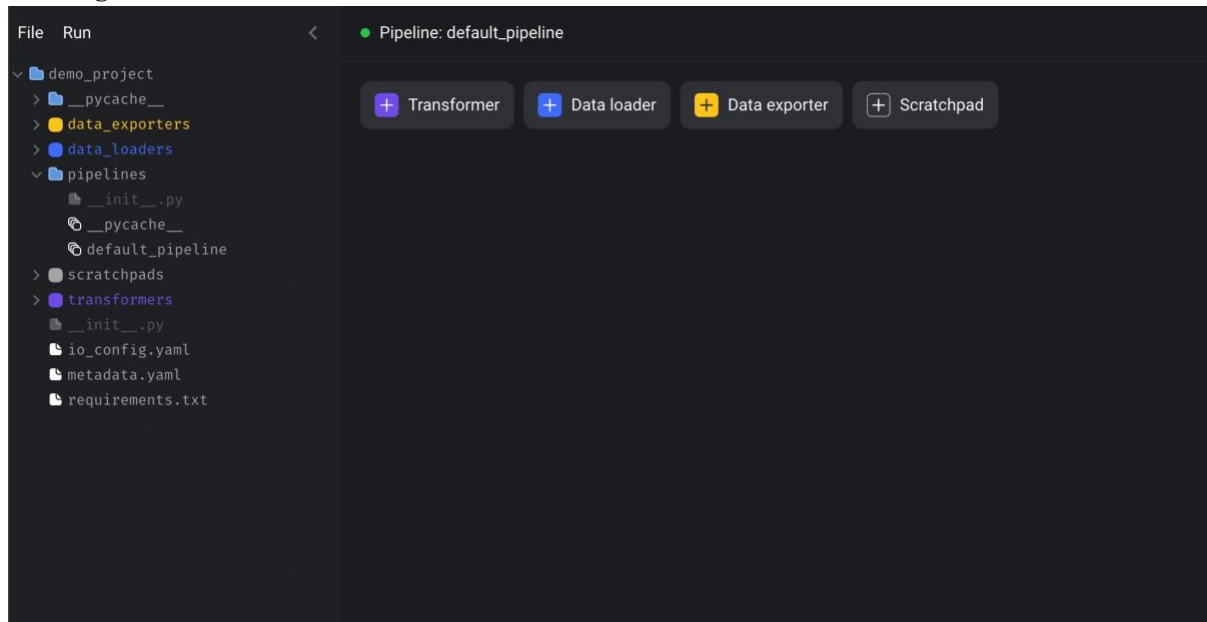 File Run
Pipeline: default_pipeline
demo_project
__pycache__
data_exporters
data_loaders
pipelines
__init__.py
__pycache__
default_pipeline
scratchpads
transformers
__init__.py
io_config.yaml
metadata.yaml
requirements.txt
Transformer Data loader Data exporter Scratchpad